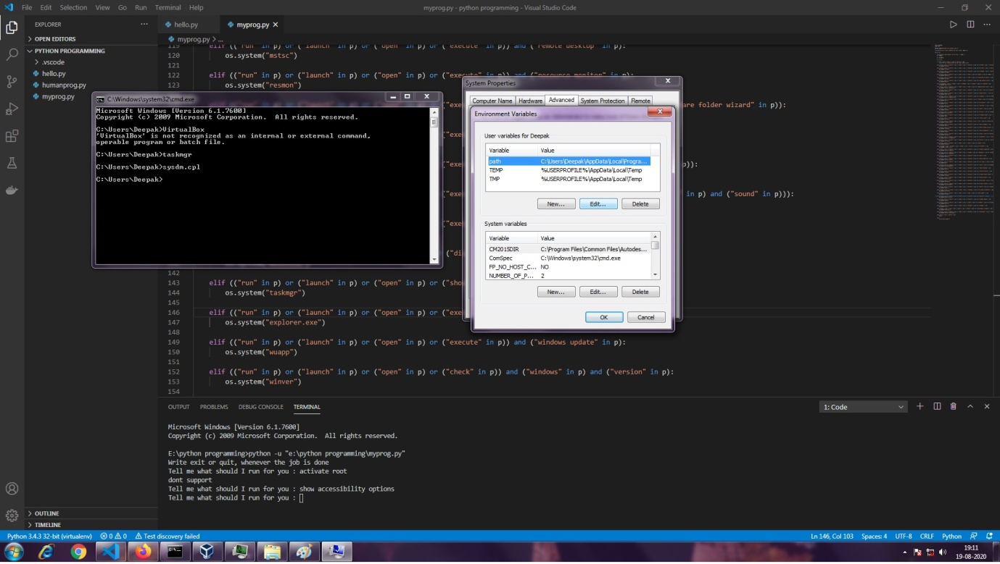 File Edit Selection View Go Run Terminal Help
myprog.py - python programming - Visual Studio Code
EXPLORER
OPEN EDITORS
PYTHON PROGRAMMING
.vscode
hello.py
humanprog.py
myprog.py
OUTLINE
TIMELINE
hello.py
myprog.py
myprog.py > ...
119 elif (("run" in p) or ("launch" in p) or ("open" in p) or ("execute" in p)) and ("remote desktop" in p):
120 os.system("mstsc")
121
122 elif (("run" in p) or ("launch" in p) or ("open" in p) or ("execute" in p)) and ("resource monitor" in p):
123 os.system("resmon")
are folder wizard" in p)):
p)):
in p) and ("sound" in p))):
("di
142
143 elif (("run" in p) or ("launch" in p) or ("open" in p) or ("sho
144 os.system("taskmgr")
145
146 elif (("run" in p) or ("launch" in p) or ("open" in p) or ("exe
147 os.system("explorer.exe")
148
149 elif (("run" in p) or ("launch" in p) or ("open" in p) or ("execute" in p)) and ("windows update" in p):
150 os.system("wuapp")
151
152 elif (("run" in p) or ("launch" in p) or ("open" in p) or ("check" in p)) and ("windows" in p) and ("version" in p):
153 os.system("winver")
154
C:\Windows\system32\cmd.exe
Microsoft Windows [Version 6.1.7600]
Copyright (c) 2009 Microsoft Corporation. All rights reserved.
C:\Users\Deepak>VirtualBox
'VirtualBox' is not recognized as an internal or external command,
operable program or batch file.
C:\Users\Deepak>taskmgr
C:\Users\Deepak>sysdm.cpl
C:\Users\Deepak>
System Properties
Computer Name Hardware Advanced System Protection Remote
Environment Variables
User variables for Deepak
Variable Value
path C:\Users\Deepak\AppData\Local\Progra...
TEMP %USERPROFILE%\AppData\Local\Temp
TMP %USERPROFILE%\AppData\Local\Temp
New... Edit... Delete
System variables
Variable Value
CM2015DIR C:\Program Files\Common Files\Autodes...
ComSpec C:\Windows\system32\cmd.exe
FP_NO_HOST_C... NO
NUMBER_OF_P... 2
New... Edit... Delete
OK Cancel
OUTPUT PROBLEMS DEBUG CONSOLE TERMINAL
1: Code
Microsoft Windows [Version 6.1.7600]
Copyright (c) 2009 Microsoft Corporation. All rights reserved.
E:\python programming>python -u "e:\python programming\myprog.py"
Write exit or quit, whenever the job is done
Tell me what should I run for you : activate root
dont support
Tell me what should I run for you : show accessibility options
Tell me what should I run for you :
Python 3.4.3 32-bit (virtualenv) 0 0 Test discovery failed
Ln 146, Col 103 Spaces: 4 UTF-8 CRLF Python
19:11
19-08-2020